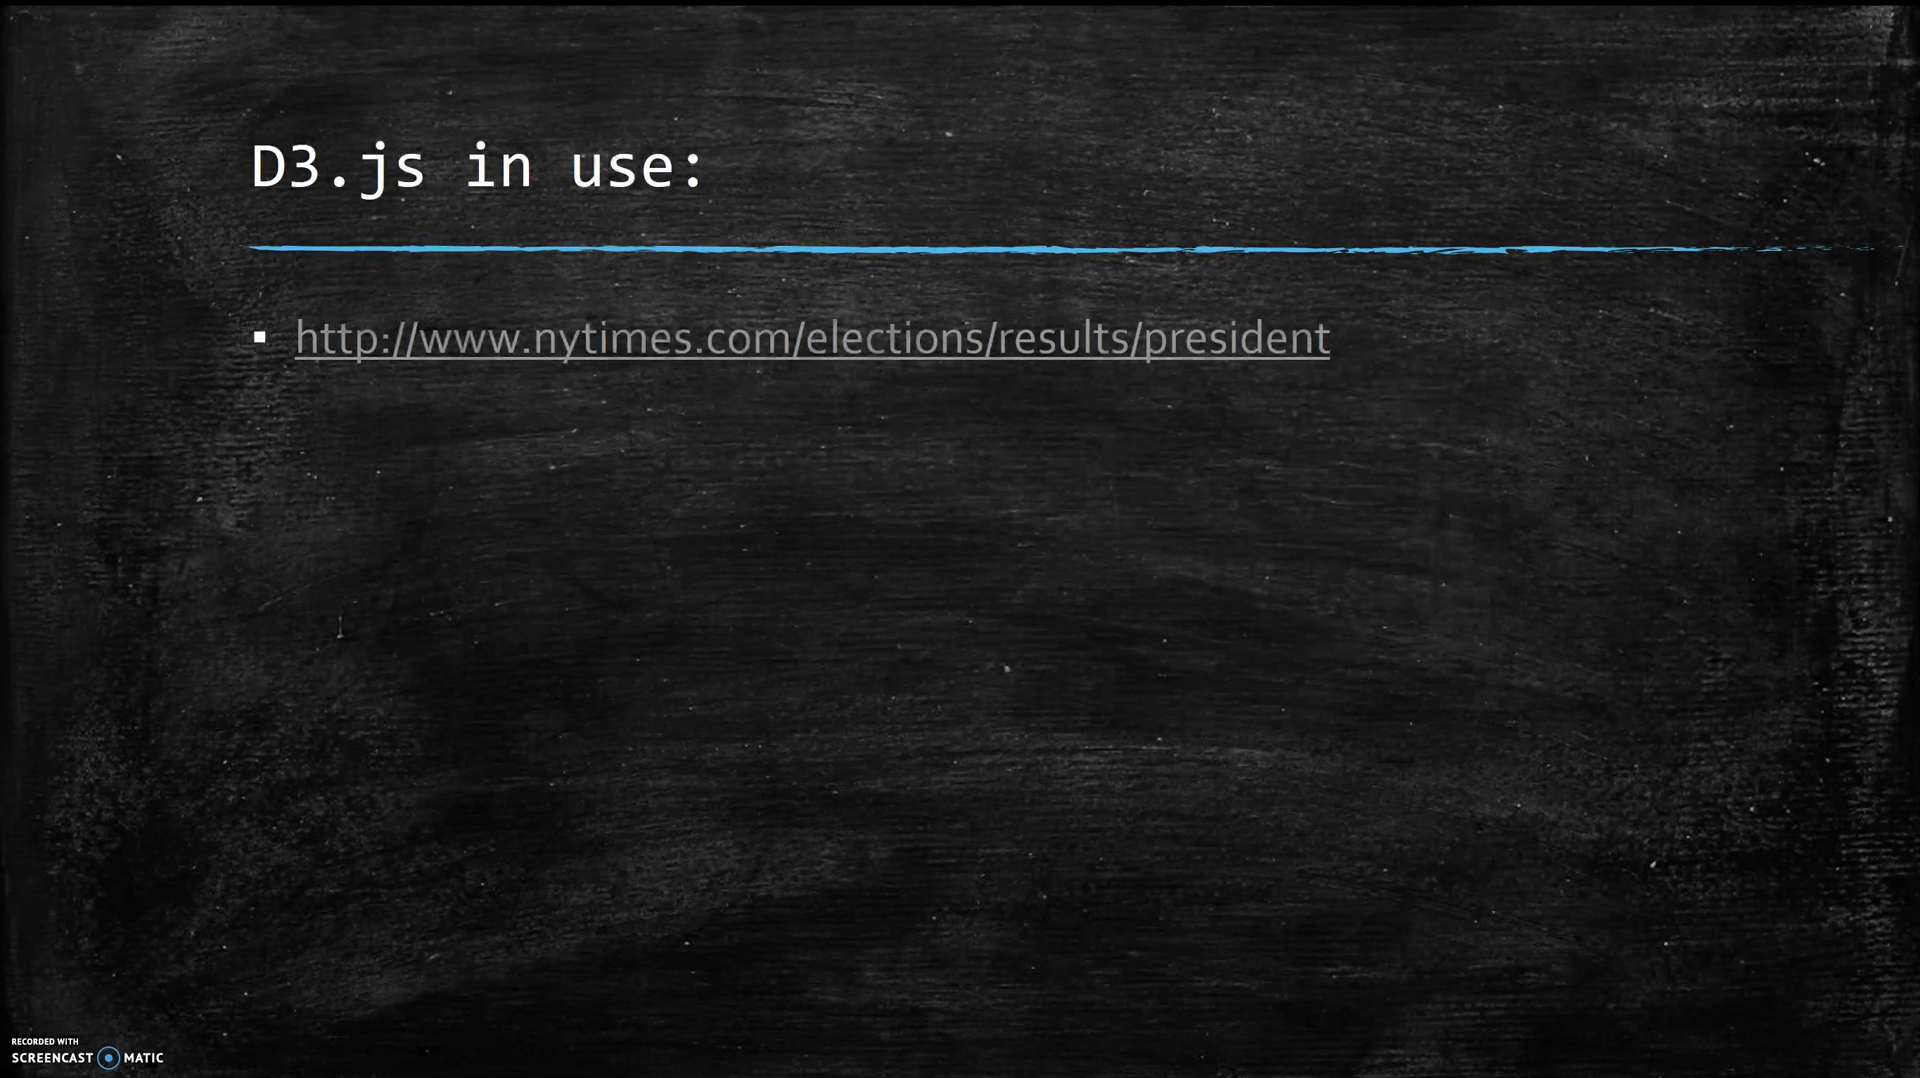 D3.js in use:
▪ http://www.nytimes.com/elections/results/president
RECORDED WITH
SCREENCAST MATIC